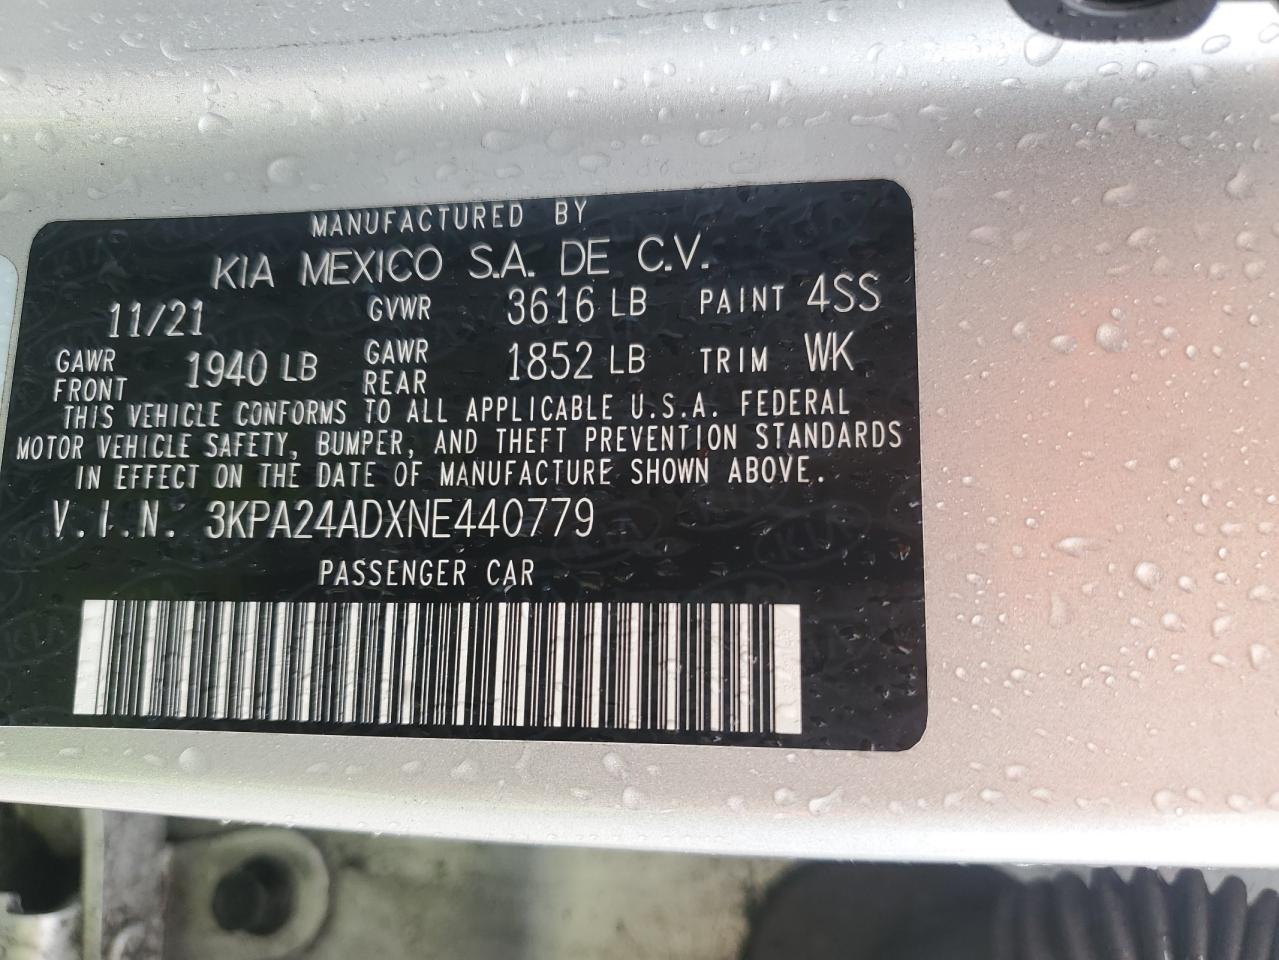 MANUFACTURED BY
KIA MEXICO S.A. DE C.V.
11/21 GVWR 3616 LB PAINT 4SS
GAWR FRONT 1940 LB GAWR REAR 1852 LB TRIM WK
THIS VEHICLE CONFORMS TO ALL APPLICABLE U.S.A. FEDERAL
MOTOR VEHICLE SAFETY, BUMPER, AND THEFT PREVENTION STANDARDS
IN EFFECT ON THE DATE OF MANUFACTURE SHOWN ABOVE.
V.I.N. 3KPA24ADXNE440779
PASSENGER CAR